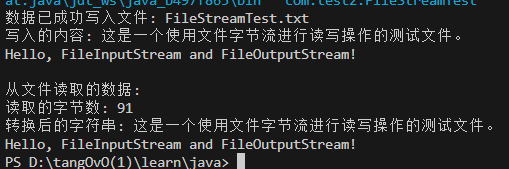 at.java\jdt_ws\java_b497f865\bin' 'com.test2.FileStreamTest'
数据已成功写入文件: FileStreamTest.txt
写入的内容: 这是一个使用文件字节流进行读写操作的测试文件。
Hello, FileInputStream and FileOutputStream!
从文件读取的数据:
读取的字节数: 91
转换后的字符串: 这是一个使用文件字节流进行读写操作的测试文件。
Hello, FileInputStream and FileOutputStream!
PS D:\tangOvO(1)\learn\java>